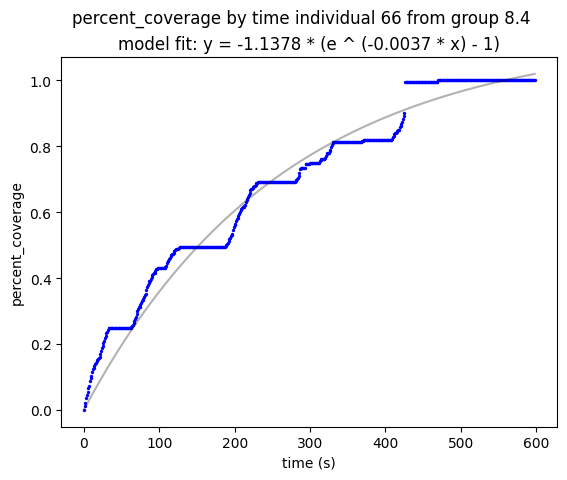 percent_coverage by time individual 66 from group 8.4
model fit: y = -1.1378 * (e ^ (-0.0037 * x) - 1)
1.0
0.8
0.6
0.4
0.2
0.0
percent_coverage
0 100 200 300 400 500 600
time (s)